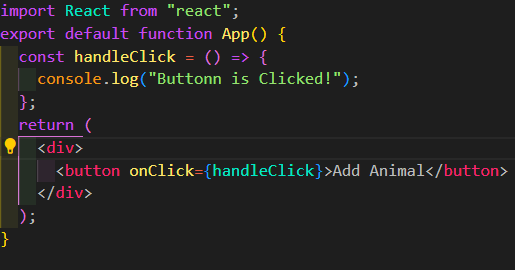 import React from "react";
export default function App() {
  const handleClick = () => {
    console.log("Buttonn is Clicked!");
  };
  return (
    <div>
      <button onClick={handleClick}>Add Animal</button>
    </div>
  );
}